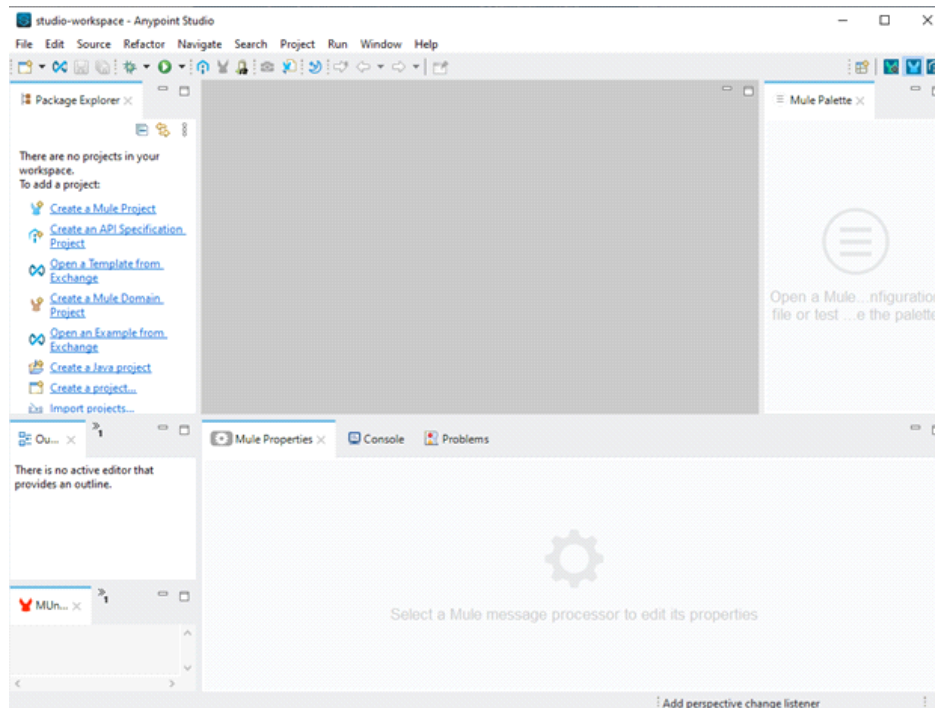 studio-workspace - Anypoint Studio
File Edit Source Refactor Navigate Search Project Run Window Help
Package Explorer
There are no projects in your
workspace.
To add a project:
Create a Mule Project
Create an API Specification
Project
Open a Template from
Exchange
Create a Mule Domain
Project
Open an Example from
Exchange
Create a Java project
Create a project...
Import projects...
Mule Palette
Open a Mule...nfiguration
file or test ...e the palette
Ou...
1
There is no active editor that
provides an outline.
MUn...
1
Mule Properties Console Problems
Select a Mule message processor to edit its properties
Add perspective change listener